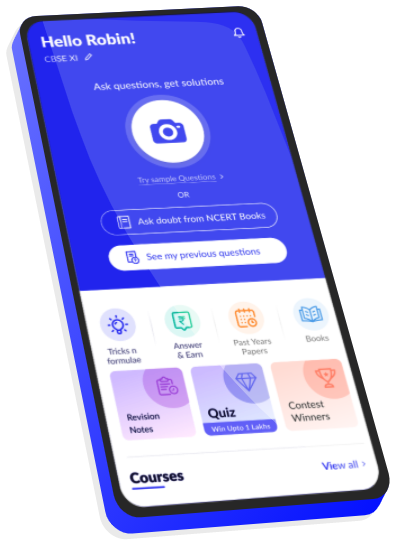 Hello Robin!
CBSE XI
Ask questions, get solutions
Try sample Questions
OR
Ask doubt from NCERT Books
See my previous questions
Tricks n
formulae
Answer
& Earn
Past Years
Papers
Books
Revision
Notes
Quiz
Win Upto 1 Lakhs
Contest
Winners
Courses
View all